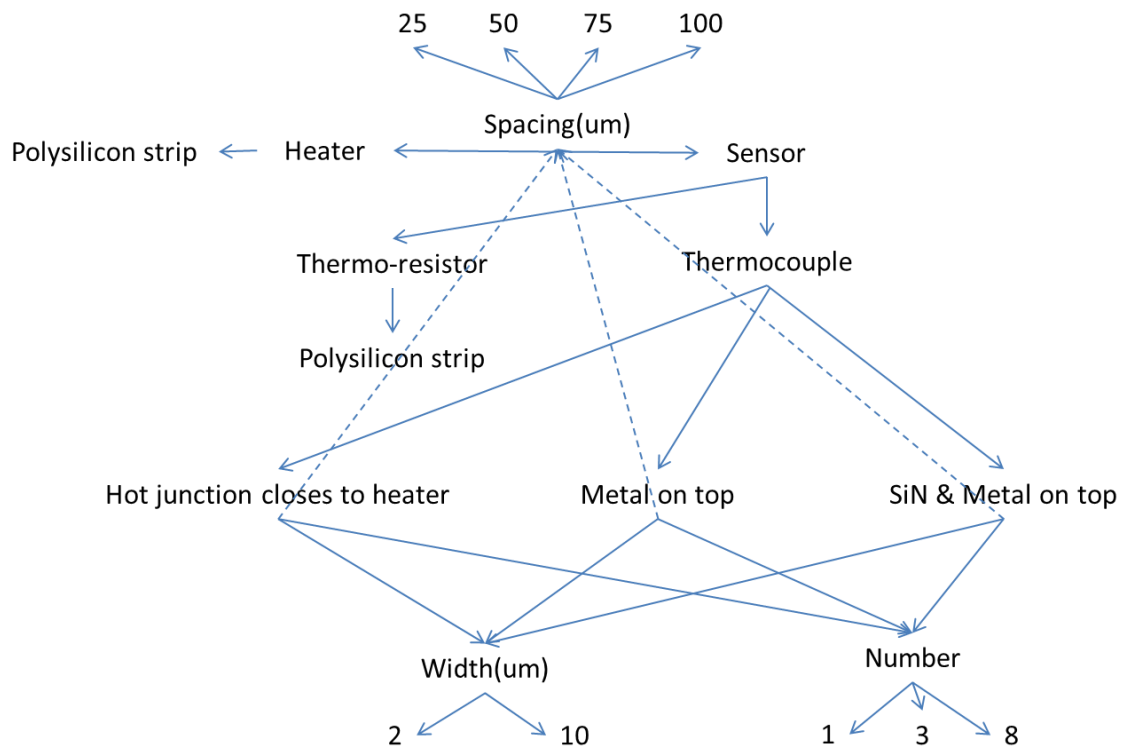 25 50 75 100
Spacing(um)
Polysilicon strip Heater Sensor
Thermo-resistor Thermocouple
Polysilicon strip
Hot junction closes to heater Metal on top SiN & Metal on top
Width(um) Number
2 10 1 3 8